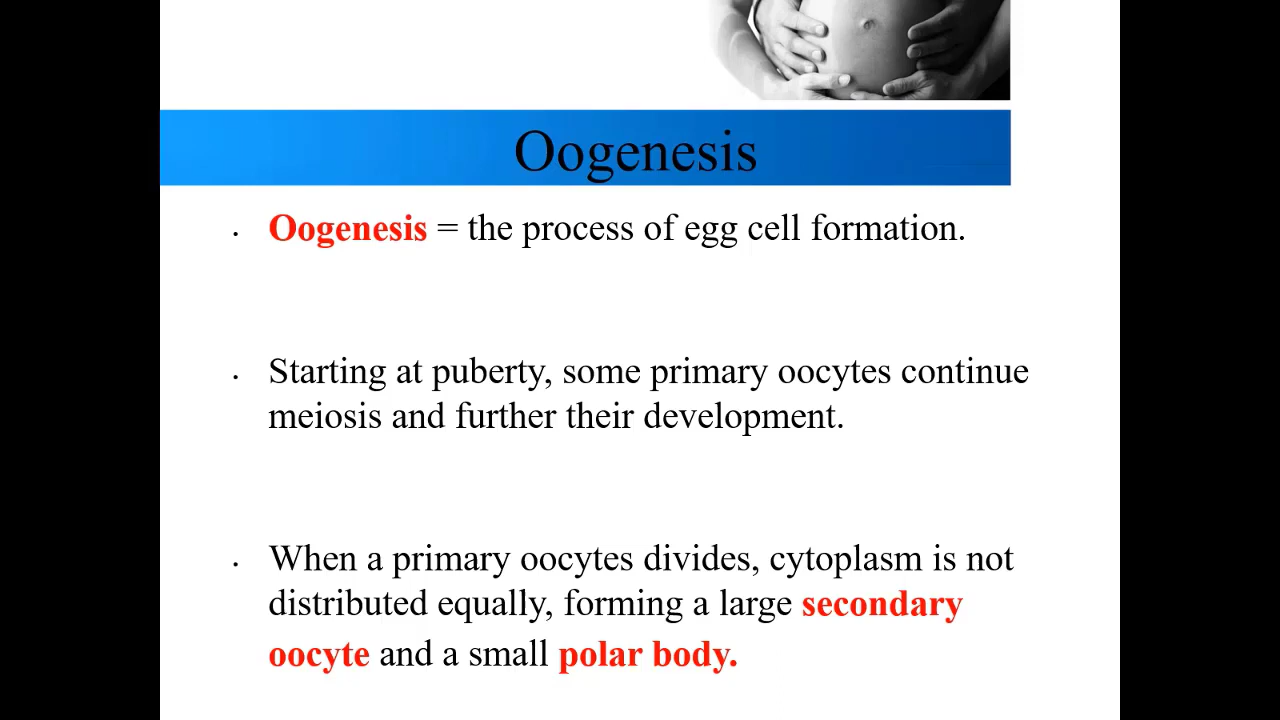 Oogenesis
• Oogenesis = the process of egg cell formation.
• Starting at puberty, some primary oocytes continue
meiosis and further their development.
• When a primary oocytes divides, cytoplasm is not
distributed equally, forming a large secondary
oocyte and a small polar body.